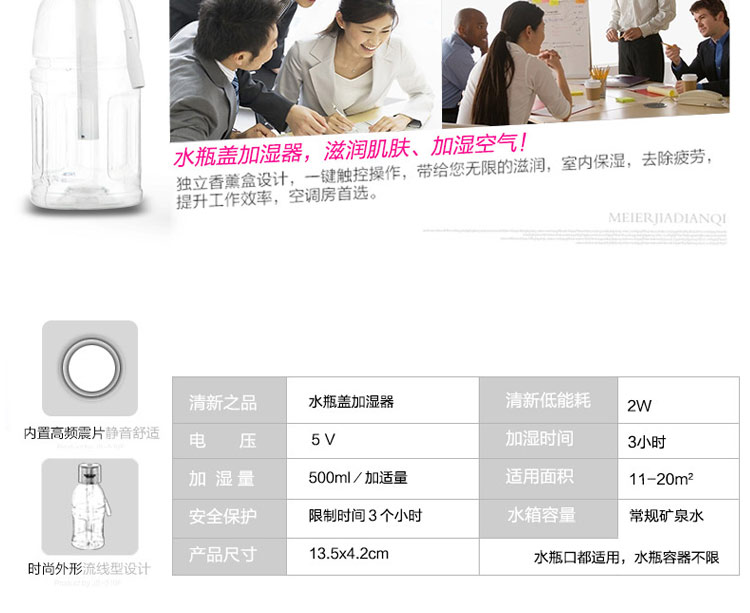 水瓶盖加湿器，滋润肌肤、加湿空气！
独立香薰盒设计，一键触控操作，带给您无限的滋润，室内保湿，去除疲劳，
提升工作效率，空调房首选。
MEIERJIADIANQI
内置高频震片静音舒适
时尚外形流线型设计
清新之品 水瓶盖加湿器 清新低能耗 2W
电 压 5 V 加湿时间 3小时
加 湿 量 500ml／加适量 适用面积 11-20m²
安全保护 限制时间 3 个小时 水箱容量 常规矿泉水
产品尺寸 13.5x4.2cm 水瓶口都适用，水瓶容器不限